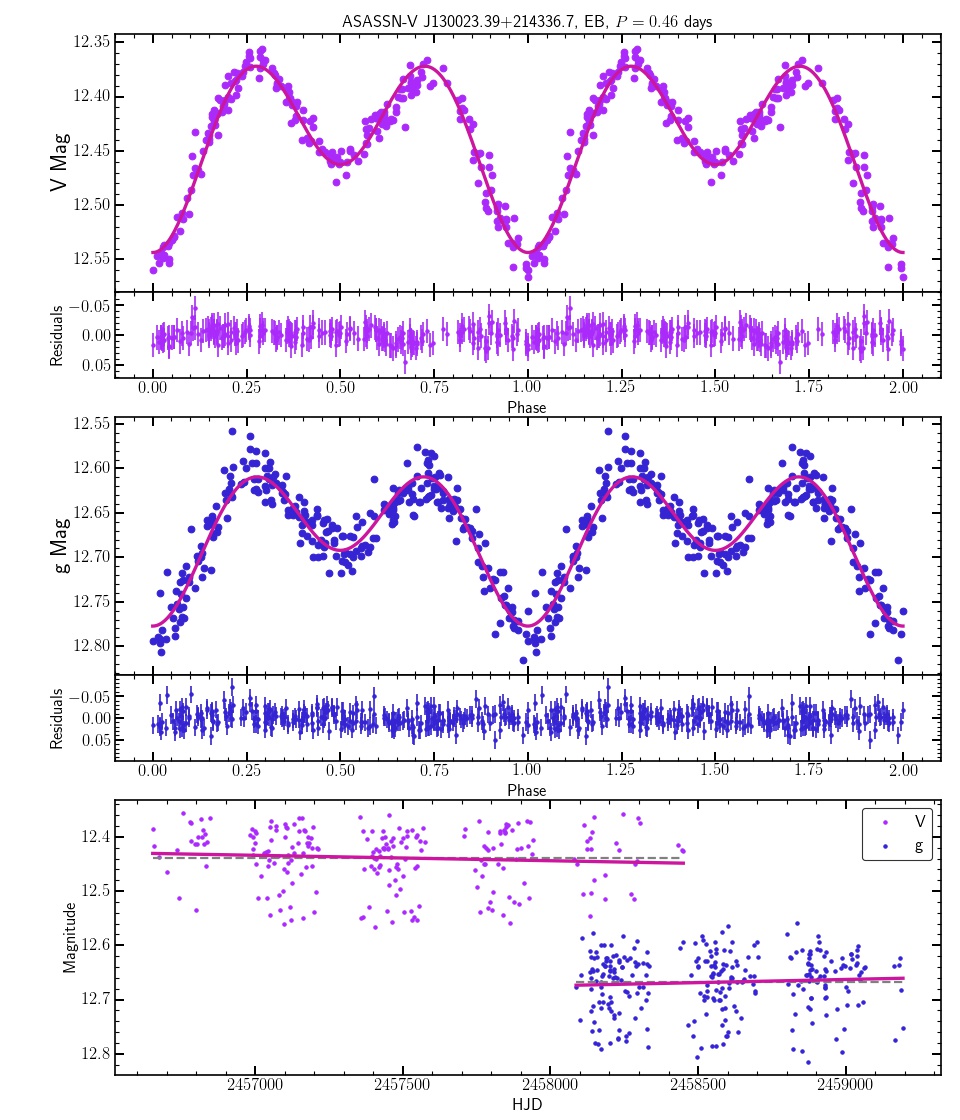 ASASSN-V J130023.39+214336.7, EB, P = 0.46 days
12.35
12.40
12.45
12.50
12.55
V Mag
−0.05
0.00
0.05
Residuals
0.00 0.25 0.50 0.75 1.00 1.25 1.50 1.75 2.00
Phase
12.55
12.60
12.65
12.70
12.75
12.80
g Mag
−0.05
0.00
0.05
Residuals
0.00 0.25 0.50 0.75 1.00 1.25 1.50 1.75 2.00
Phase
V
g
12.4
12.5
12.6
12.7
12.8
Magnitude
2457000 2457500 2458000 2458500 2459000
HJD